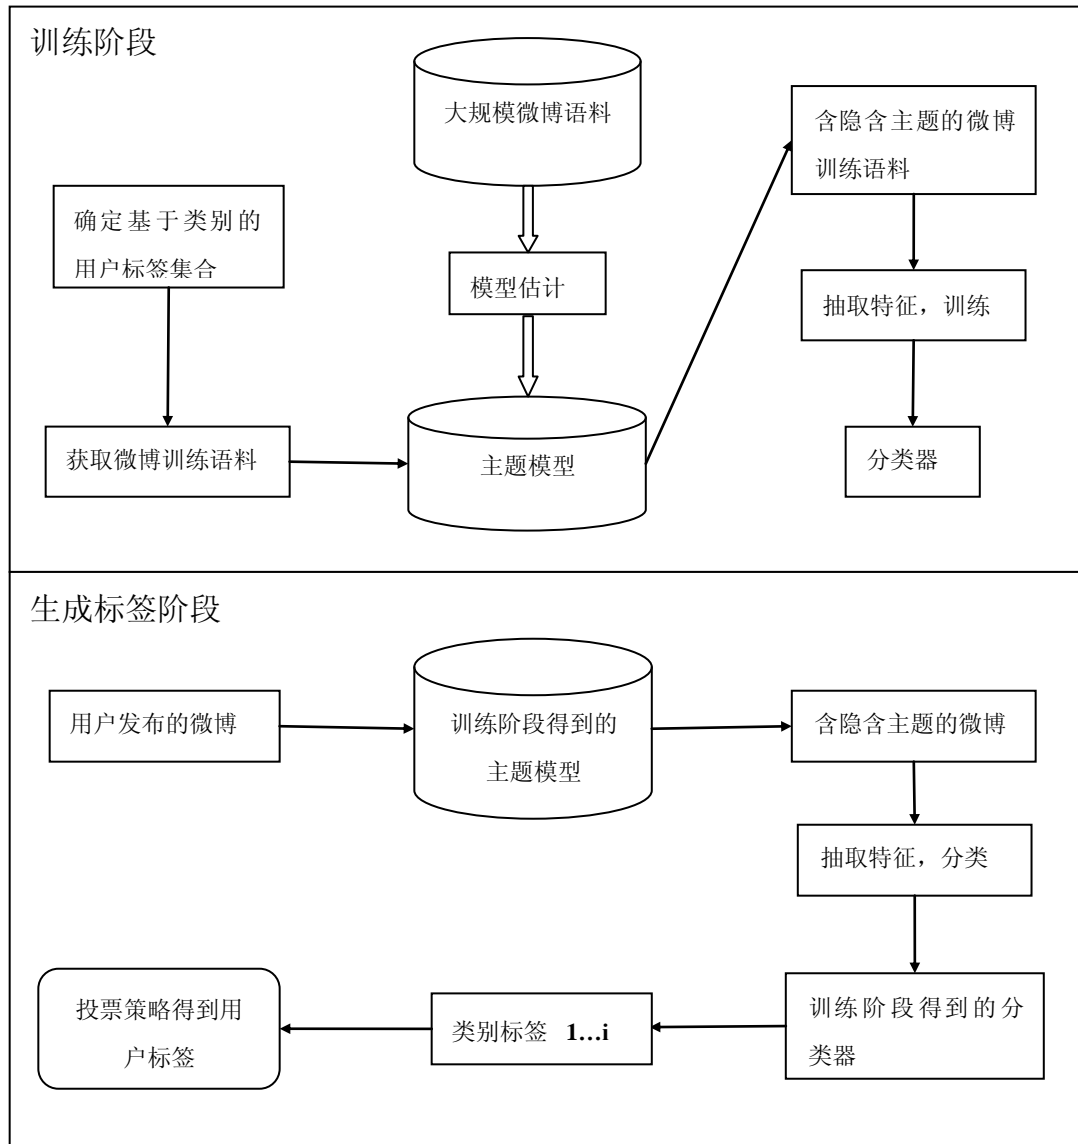 训练阶段
大规模微博语料
含隐含主题的微博
训练语料
确定基于类别的
用户标签集合
模型估计
抽取特征，训练
获取微博训练语料
主题模型
分类器
生成标签阶段
用户发布的微博
训练阶段得到的
主题模型
含隐含主题的微博
抽取特征，分类
投票策略得到用
户标签
类别标签 1…i
训练阶段得到的分
类器